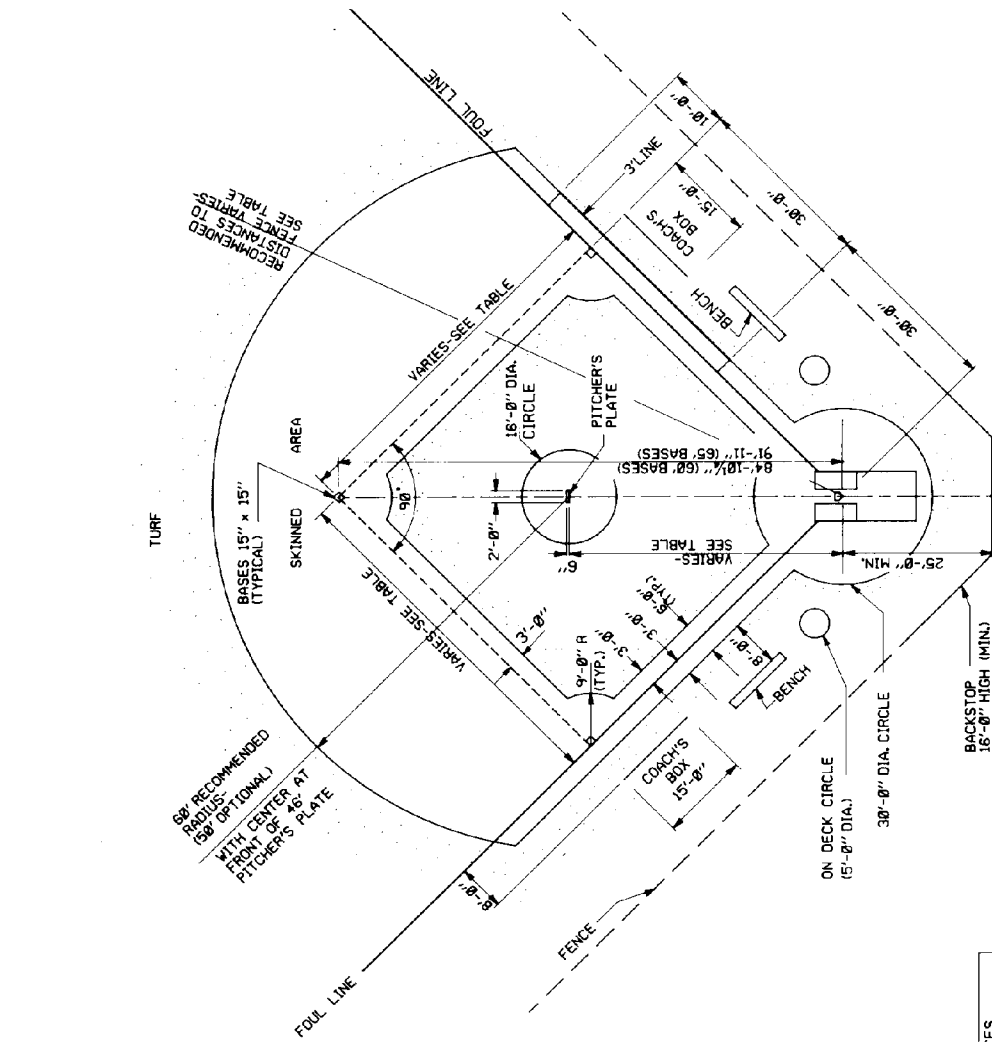 TURF
FOUL LINE
10'-0"
3'LINE
15'-0"
COACH'S
BOX
30'-0"
30'-0"
BENCH
RECOMMENDED
DISTANCES TO
FENCE VARIES-
SEE TABLE
VARIES-SEE TABLE
16'-0" DIA.
CIRCLE
PITCHER'S
PLATE
AREA
SKINNED
BASES 15" x 15"
(TYPICAL)
90°
2'-0"
6"
84'-10¼" (60' BASES)
91'-11" (65' BASES)
VARIES-
SEE TABLE
25'-0" MIN.
VARIES-SEE TABLE
3'-0"
9'-0" R
(TYP.)
3'-0"
3'-0"
6'-0"
(TYP.)
8'-0"
BENCH
COACH'S
BOX
15'-0"
60' RECOMMENDED
RADIUS-
(50' OPTIONAL)
WITH CENTER AT
FRONT OF 46'
PITCHER'S PLATE
8'-0"
FENCE
FOUL LINE
ON DECK CIRCLE
(5'-0" DIA.)
30'-0" DIA. CIRCLE
BACKSTOP
16'-0" HIGH (MIN.)